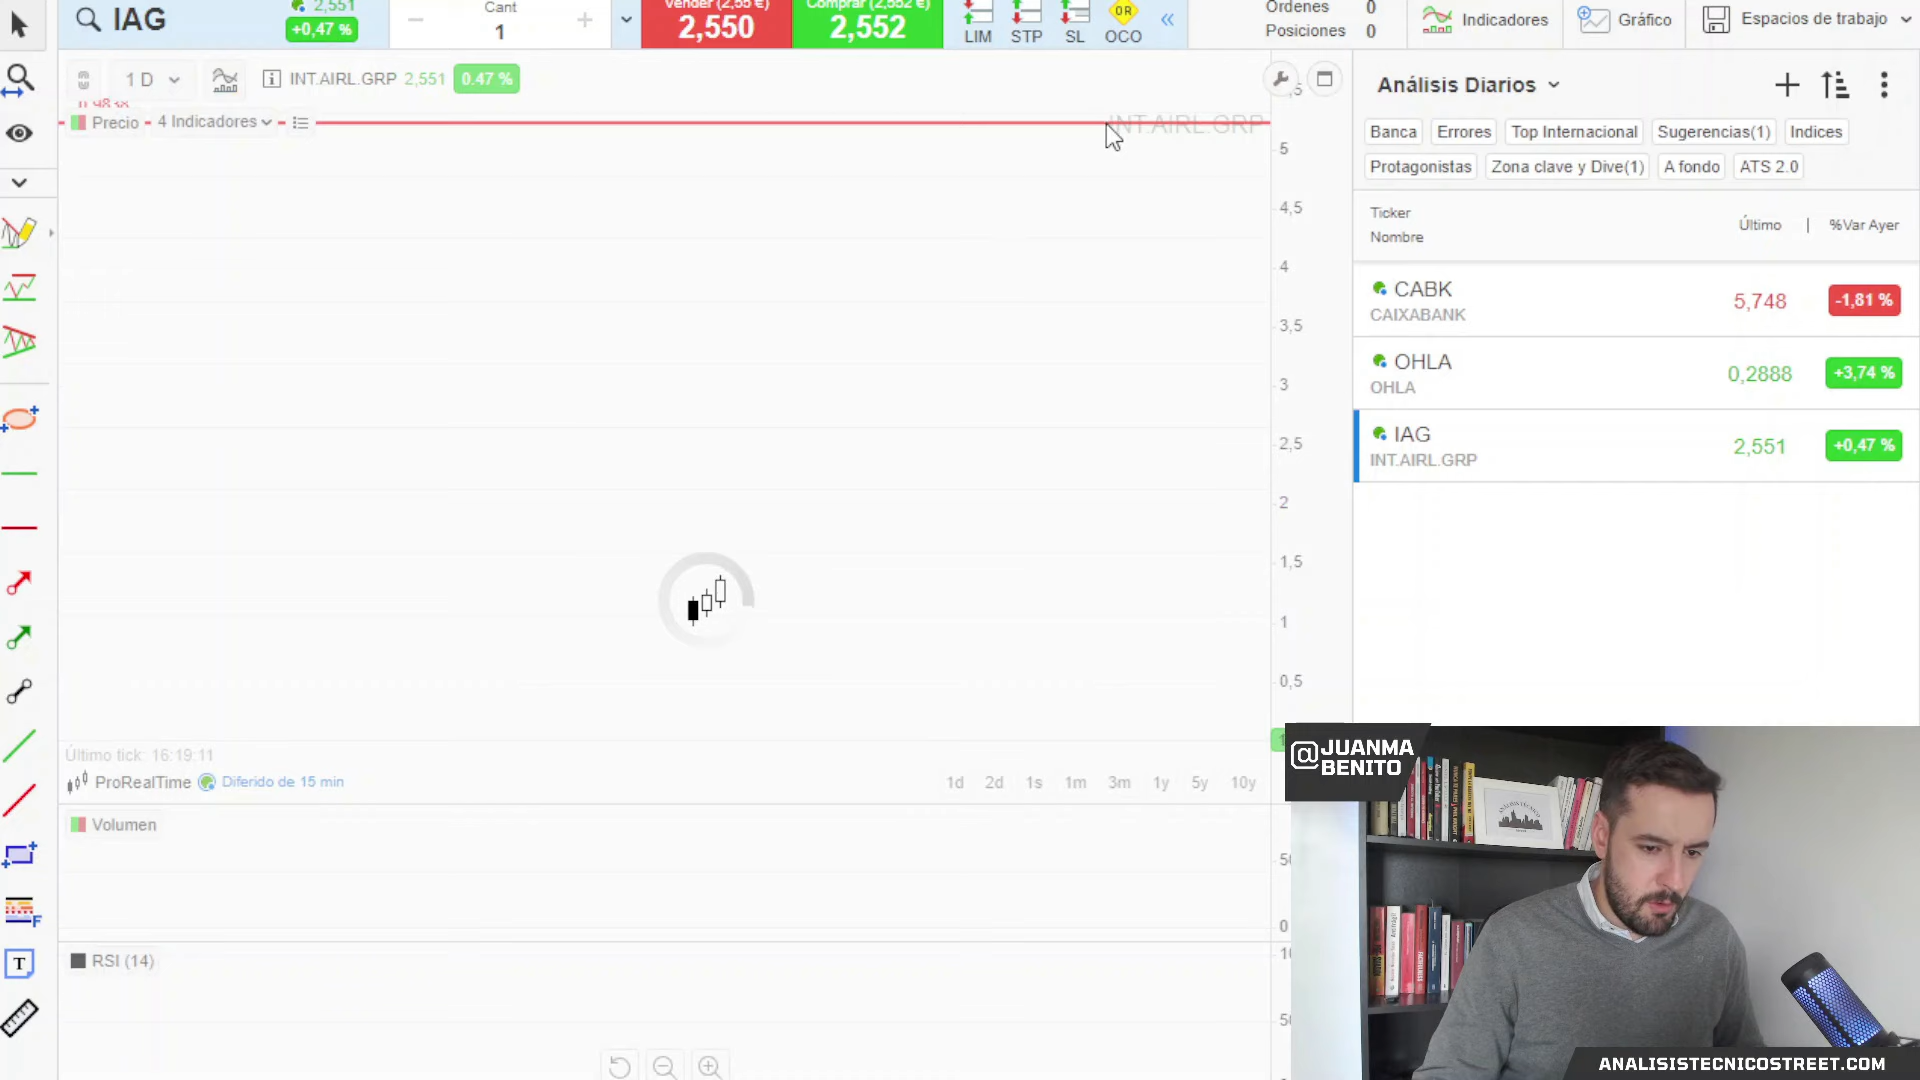 IAG
2,551
+0,47 %
Cant
1
Vender (2,55 €)
2,550
Comprar (2,552 €)
2,552
LIM
STP
SL
OR
OCO
Ordenes 0
Posiciones 0
Indicadores
Gráfico
Espacios de trabajo
1 D
INT.AIRL.GRP 2,551 0.47 %
Precio
4 Indicadores
INT.AIRL.GRP
5
4,5
4
3,5
3
2,5
2
1,5
1
0,5
Último tick: 16:19:11
ProRealTime
Diferido de 15 min
1d 2d 1s 1m 3m 1y 5y 10y
Volumen
0
RSI (14)
Análisis Diarios
Banca
Errores
Top Internacional
Sugerencias(1)
Indices
Protagonistas
Zona clave y Dive(1)
A fondo
ATS 2.0
Ticker
Nombre
Último
%Var Ayer
CABK
CAIXABANK
5,748
-1,81 %
OHLA
OHLA
0,2888
+3,74 %
IAG
INT.AIRL.GRP
2,551
+0,47 %
@JUANMA
BENITO
ANALISISTECNICOSTREET.COM